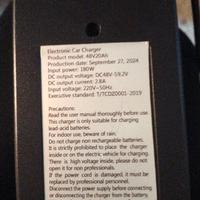 Electronic Car Charger
Product model: 48V20Ah
Production date: September 27, 2024
Input power: 180W
DC output voltage: DC48V-59.2V
DC output current: 2.8A
Input voltage: 220V~50Hz
Executive standard: T/TCDZ0001-2019
Precautions:
Read the user manual thoroughly before use.
This charger is only suitable for charging
lead-acid batteries.
For indoor use, beware of rain.
Do not charge non rechargeable batteries.
It is strictly prohibited to place the charger
inside or on the electric vehicle for charging.
There is high voltage inside, please do not
open it for non professionals.
If the power cord is damaged, it must be
replaced by professional personnel.
Disconnect the power supply before connecting
or disconnecting the charger from the battery.